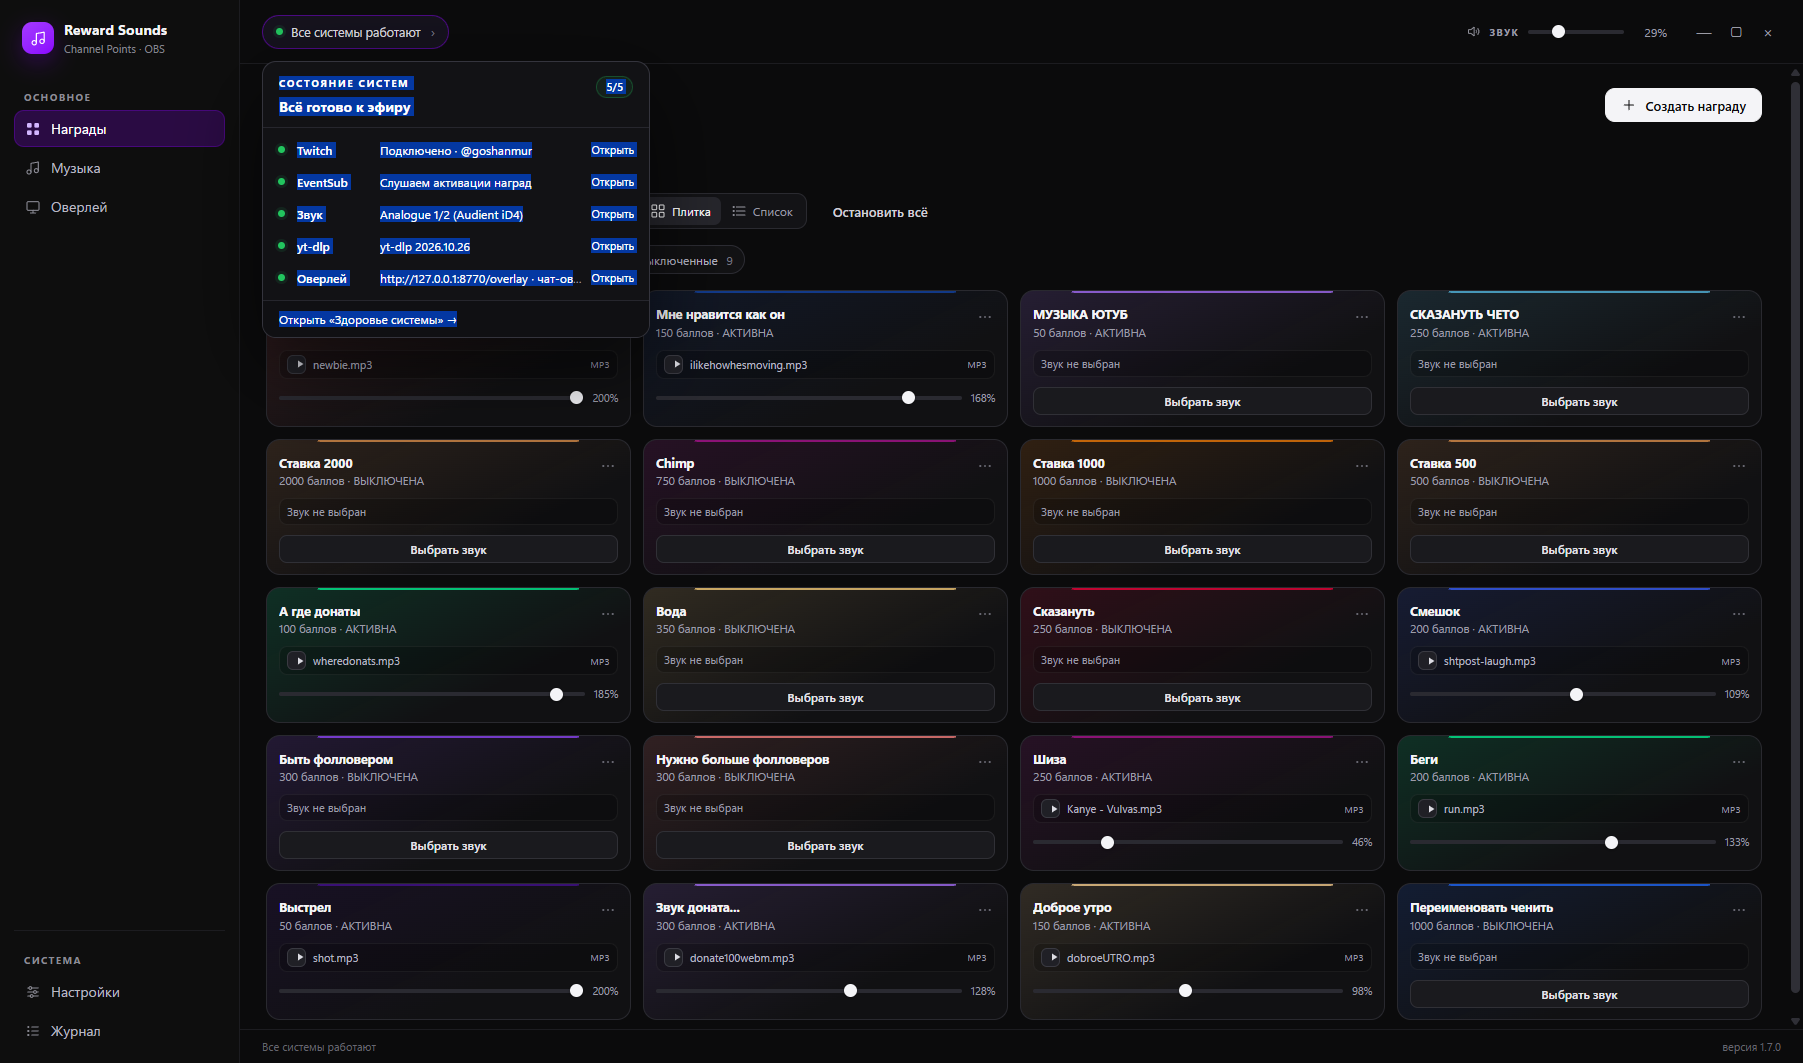 Reward Sounds
Channel Points · OBS
ОСНОВНОЕ
Награды
Музыка
Оверлей
СИСТЕМА
Настройки
Журнал
Все системы работают ›
ЗВУК 29%
СОСТОЯНИЕ СИСТЕМ
Всё готово к эфиру
5/5
Twitch Подключено · @goshanmur Открыть
EventSub Слушаем активации наград Открыть
Звук Analogue 1/2 (Audient iD4) Открыть
yt-dlp yt-dlp 2026.10.26 Открыть
Оверлей http://127.0.0.1:8770/overlay · чат-ов... Открыть
Открыть «Здоровье системы» →
+ Создать награду
Плитка Список Остановить всё
ыключенные 9
newbie.mp3 MP3
200%
Мне нравится как он ...
150 баллов · АКТИВНА
ilikehowhesmoving.mp3 MP3
168%
МУЗЫКА ЮТУБ ...
50 баллов · АКТИВНА
Звук не выбран
Выбрать звук
СКАЗАНУТЬ ЧЕТО ...
250 баллов · АКТИВНА
Звук не выбран
Выбрать звук
Ставка 2000 ...
2000 баллов · ВЫКЛЮЧЕНА
Звук не выбран
Выбрать звук
Chimp ...
750 баллов · ВЫКЛЮЧЕНА
Звук не выбран
Выбрать звук
Ставка 1000 ...
1000 баллов · ВЫКЛЮЧЕНА
Звук не выбран
Выбрать звук
Ставка 500 ...
500 баллов · ВЫКЛЮЧЕНА
Звук не выбран
Выбрать звук
А где донаты ...
100 баллов · АКТИВНА
wheredonats.mp3 MP3
185%
Вода ...
350 баллов · ВЫКЛЮЧЕНА
Звук не выбран
Выбрать звук
Сказануть ...
250 баллов · ВЫКЛЮЧЕНА
Звук не выбран
Выбрать звук
Смешок ...
200 баллов · АКТИВНА
shtpost-laugh.mp3 MP3
109%
Быть фолловером ...
300 баллов · ВЫКЛЮЧЕНА
Звук не выбран
Выбрать звук
Нужно больше фолловеров ...
300 баллов · ВЫКЛЮЧЕНА
Звук не выбран
Выбрать звук
Шиза ...
250 баллов · АКТИВНА
Kanye - Vulvas.mp3 MP3
46%
Беги ...
200 баллов · АКТИВНА
run.mp3 MP3
133%
Выстрел ...
50 баллов · АКТИВНА
shot.mp3 MP3
200%
Звук доната... ...
300 баллов · АКТИВНА
donate100webm.mp3 MP3
128%
Доброе утро ...
150 баллов · АКТИВНА
dobroeUTRO.mp3 MP3
98%
Переименовать ченить ...
1000 баллов · ВЫКЛЮЧЕНА
Звук не выбран
Выбрать звук
Все системы работают
версия 1.7.0